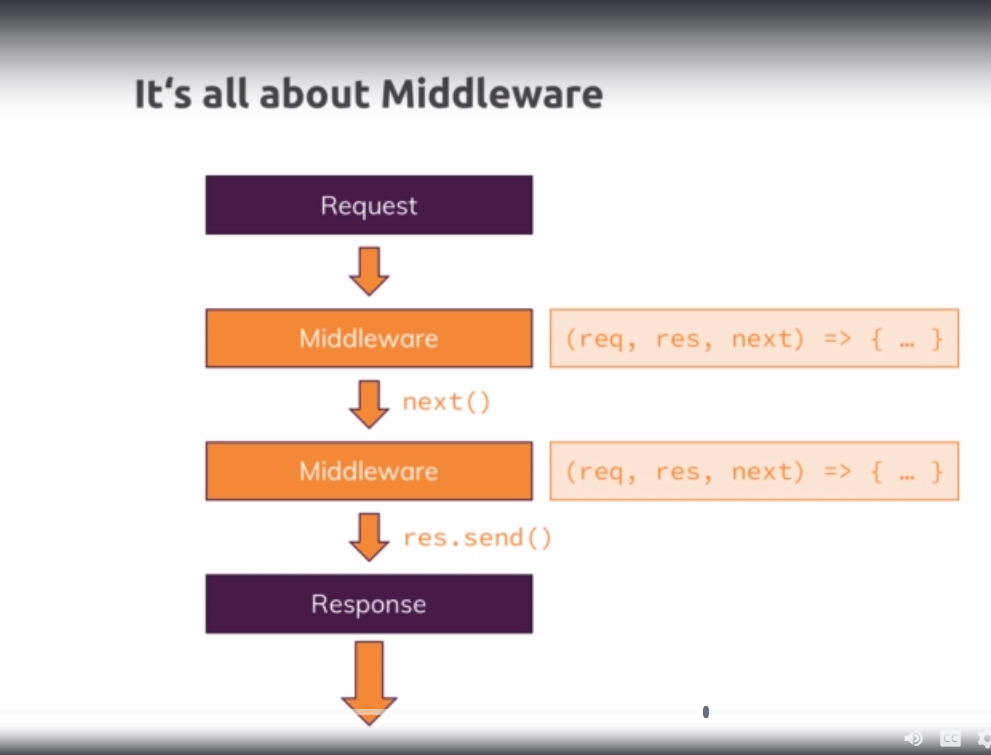 It‘s all about Middleware
Request
Middleware
(req, res, next) => { … }
next()
Middleware
(req, res, next) => { … }
res.send()
Response
CC